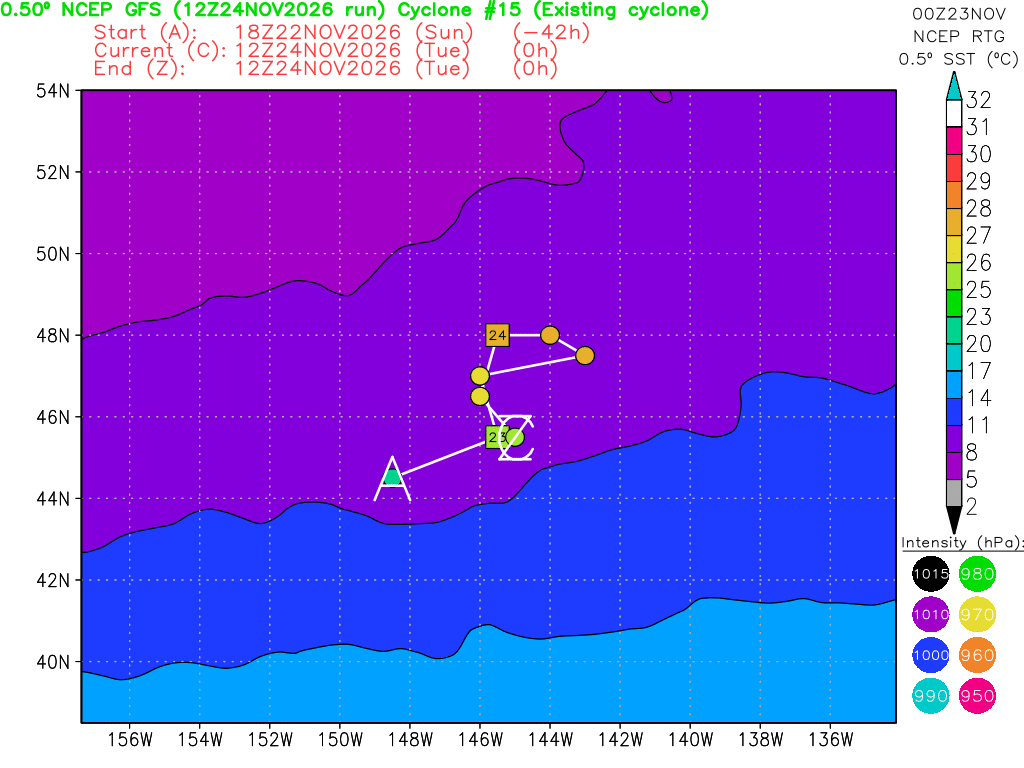 0.50º NCEP GFS (12Z24NOV2026 run) Cyclone #15 (Existing cyclone)
Start (A): 18Z22NOV2026 (Sun) (−42h)
Current (C): 12Z24NOV2026 (Tue) (0h)
End (Z): 12Z24NOV2026 (Tue) (0h)
00Z23NOV
NCEP RTG
0.5º SST (ºC)
32
31
30
29
28
27
26
25
23
20
17
14
11
8
5
2
54N
52N
50N
48N
46N
44N
42N
40N
24
23
A
C
Z
156W 154W 152W 150W 148W 146W 144W 142W 140W 138W 136W
Intensity (hPa):
1015 980
1010 970
1000 960
990 950